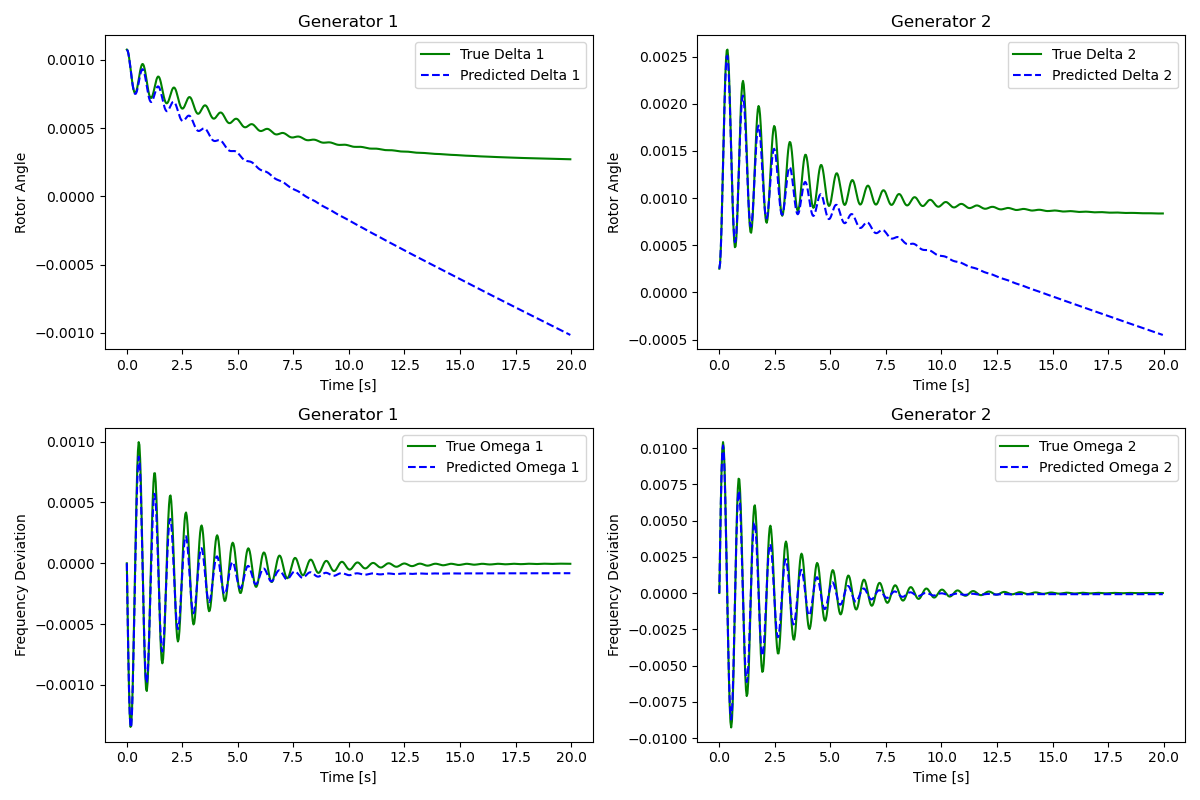 Generator 1
True Delta 1
Predicted Delta 1
Rotor Angle
0.0010
0.0005
0.0000
−0.0005
−0.0010
0.0 2.5 5.0 7.5 10.0 12.5 15.0 17.5 20.0
Time [s]
Generator 2
True Delta 2
Predicted Delta 2
Rotor Angle
0.0025
0.0020
0.0015
0.0010
0.0005
0.0000
−0.0005
0.0 2.5 5.0 7.5 10.0 12.5 15.0 17.5 20.0
Time [s]
Generator 1
True Omega 1
Predicted Omega 1
Frequency Deviation
0.0010
0.0005
0.0000
−0.0005
−0.0010
0.0 2.5 5.0 7.5 10.0 12.5 15.0 17.5 20.0
Time [s]
Generator 2
True Omega 2
Predicted Omega 2
Frequency Deviation
0.0100
0.0075
0.0050
0.0025
0.0000
−0.0025
−0.0050
−0.0075
−0.0100
0.0 2.5 5.0 7.5 10.0 12.5 15.0 17.5 20.0
Time [s]